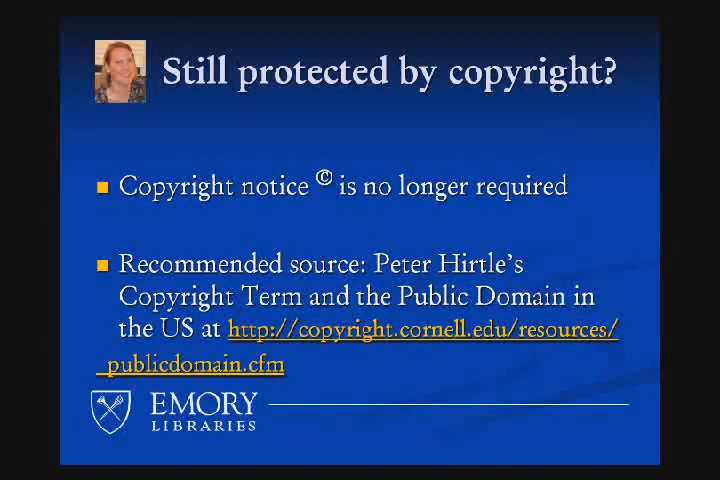 Still protected by copyright?
Copyright notice © is no longer required
Recommended source: Peter Hirtle's
Copyright Term and the Public Domain in
the US at http://copyright.cornell.edu/resources/
_publicdomain.cfm
EMORY
LIBRARIES